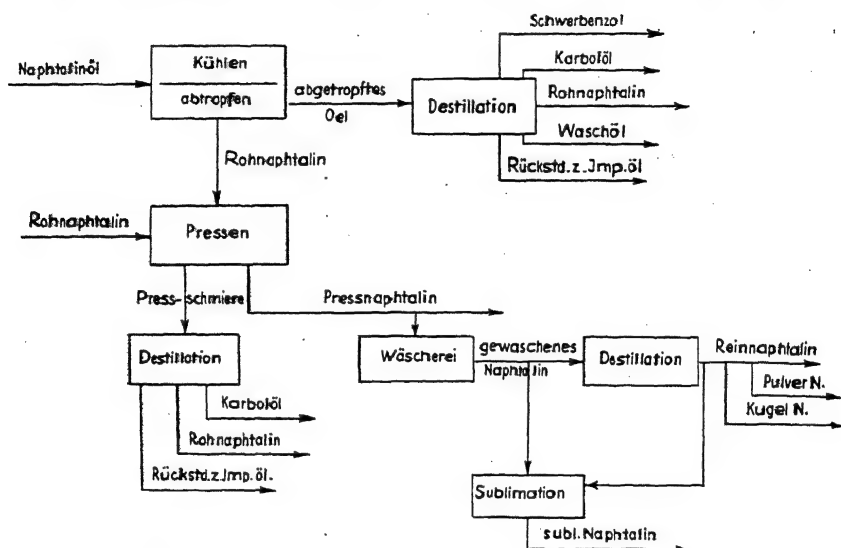 Schwerbenzol
Naphtalinöl
Kühlen
abtropfen
abgetropftes
Oel
Destillation
Karbolöl
Rohnaphtalin
Waschöl
Rückstd.z.Jmp.öl
Rohnaphtalin
Rohnaphtalin
Pressen
Press-schmiere
Pressnaphtalin
Destillation
Wäscherei
gewaschenes
Naphtalin
Destillation
Reinnaphtalin
Pulver N.
Kugel N.
Karbolöl
Rohnaphtalin
Rückstd.z.Jmp.öl.
Sublimation
subl. Naphtalin